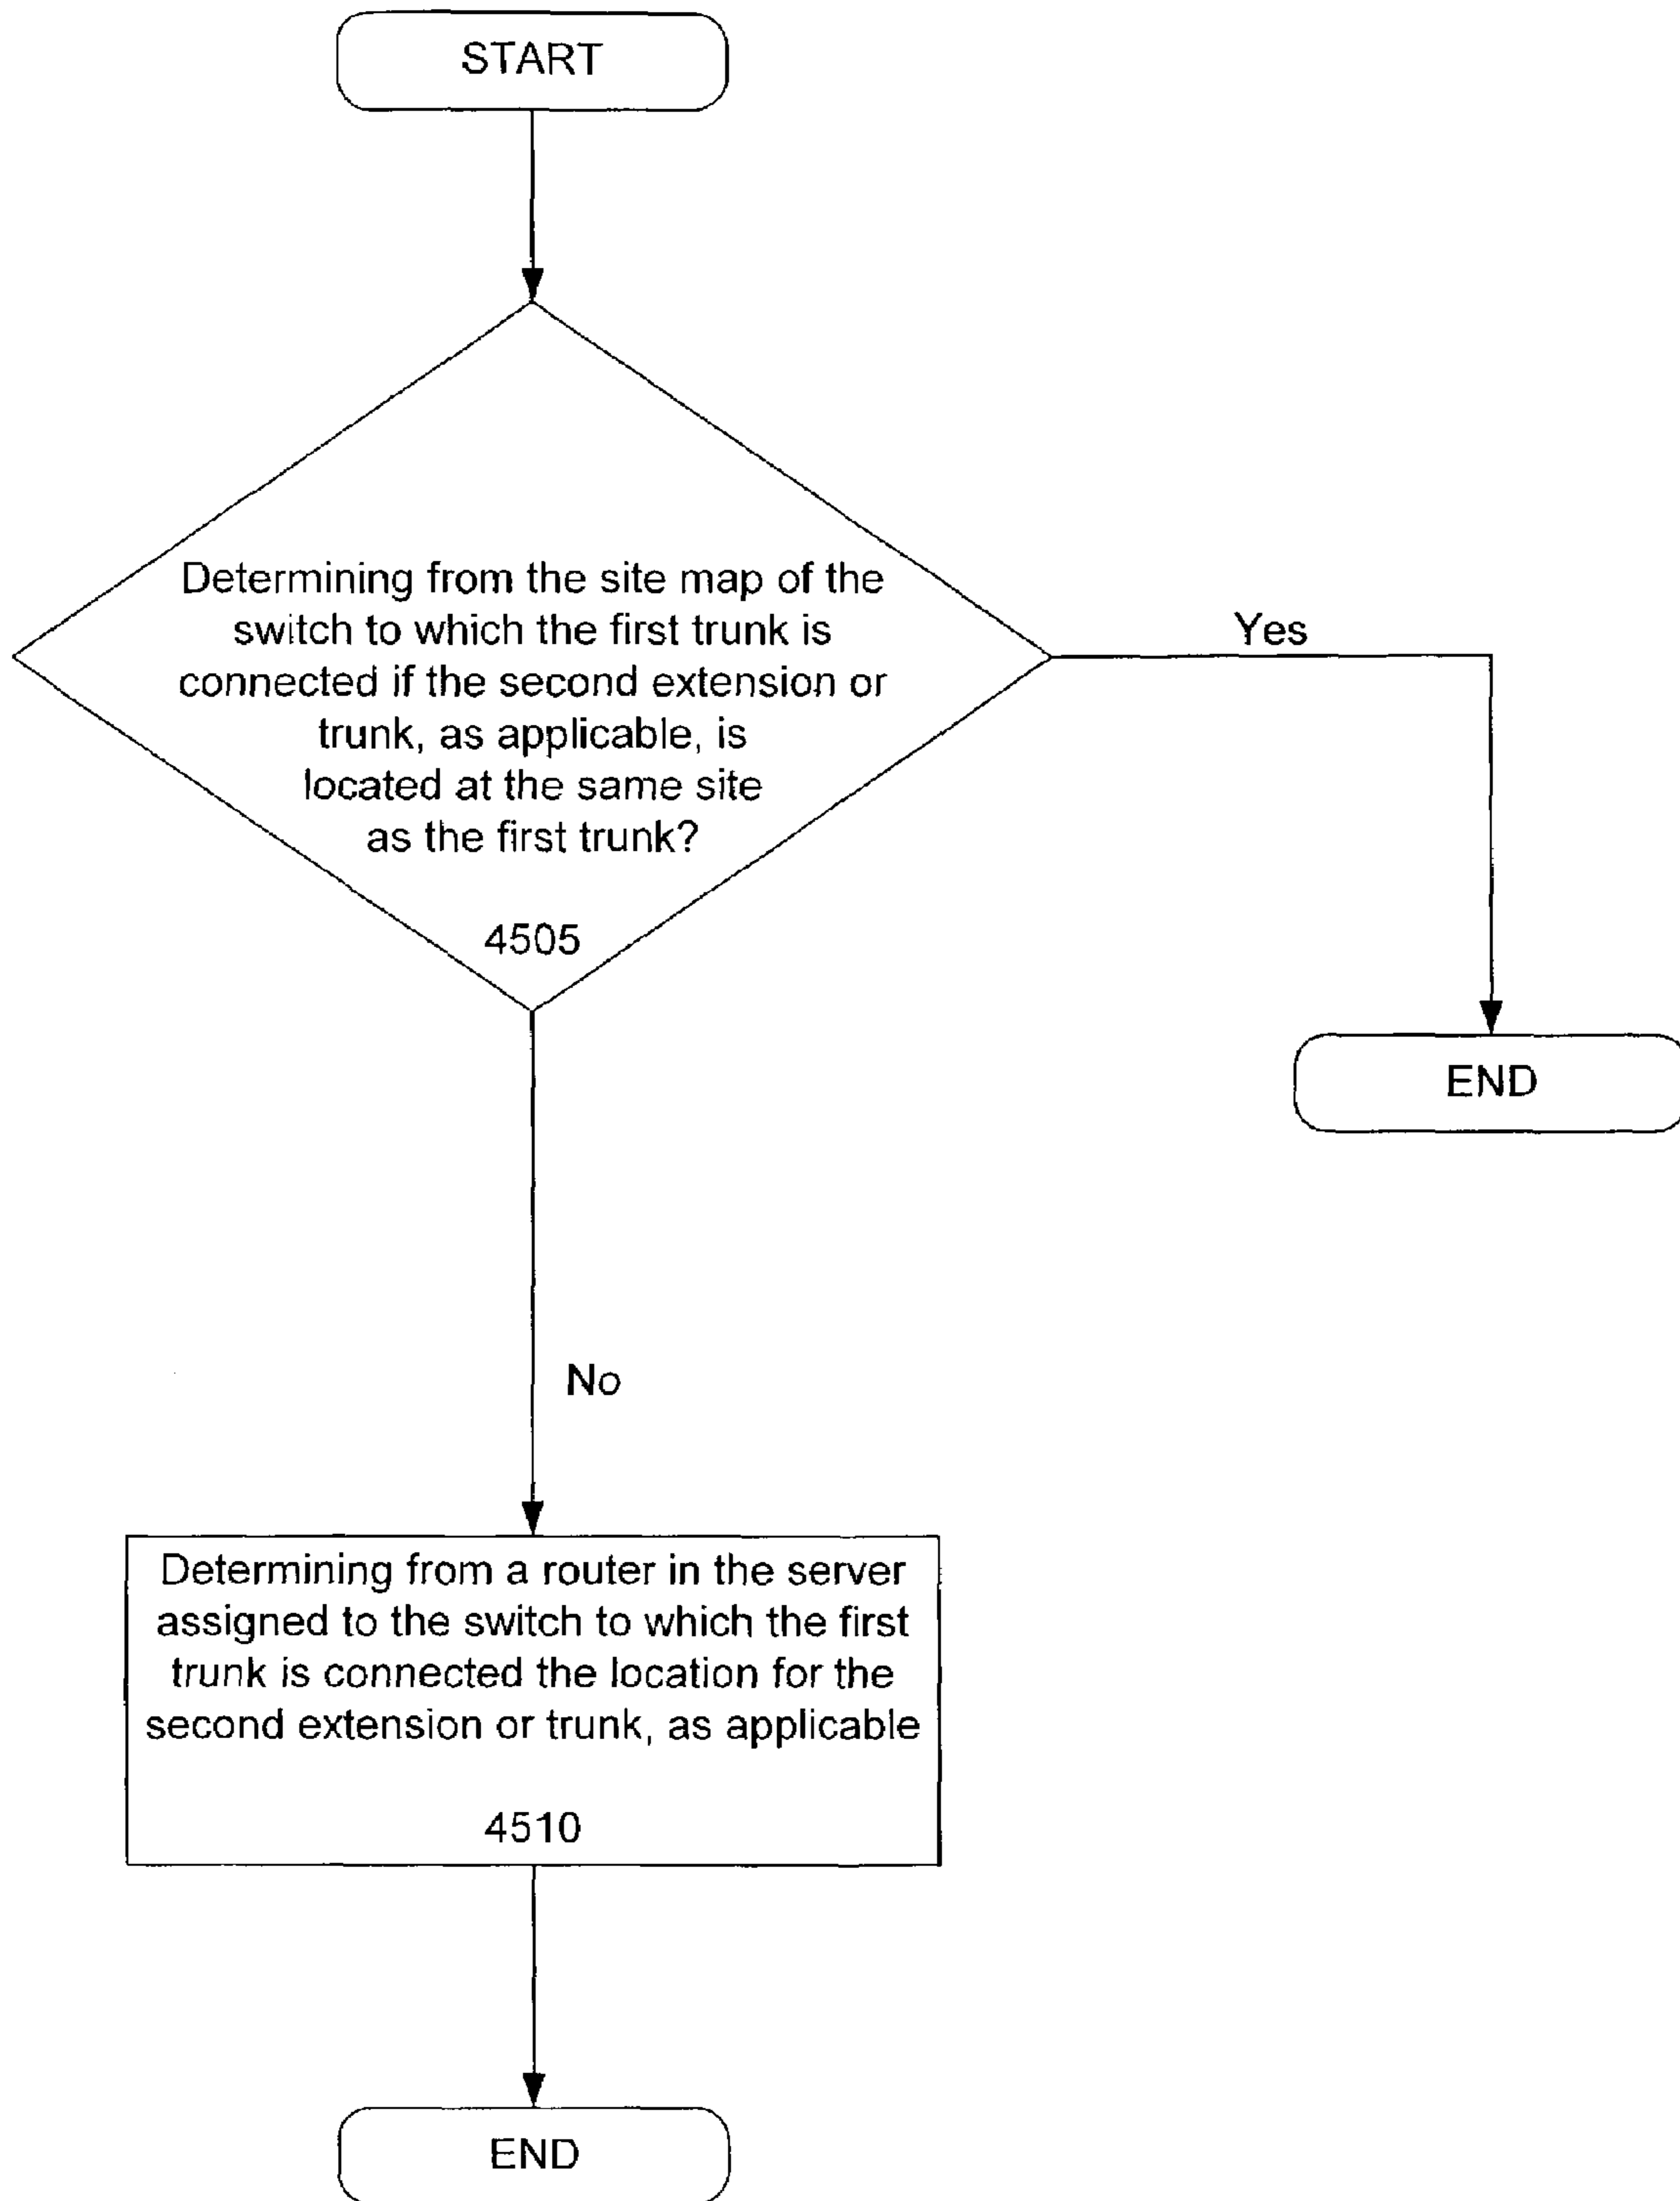 START
Determining from the site map of the
switch to which the first trunk is
connected if the second extension or
trunk, as applicable, is
located at the same site
as the first trunk?
4505
Yes
END
No
Determining from a router in the server
assigned to the switch to which the first
trunk is connected the location for the
second extension or trunk, as applicable
4510
END